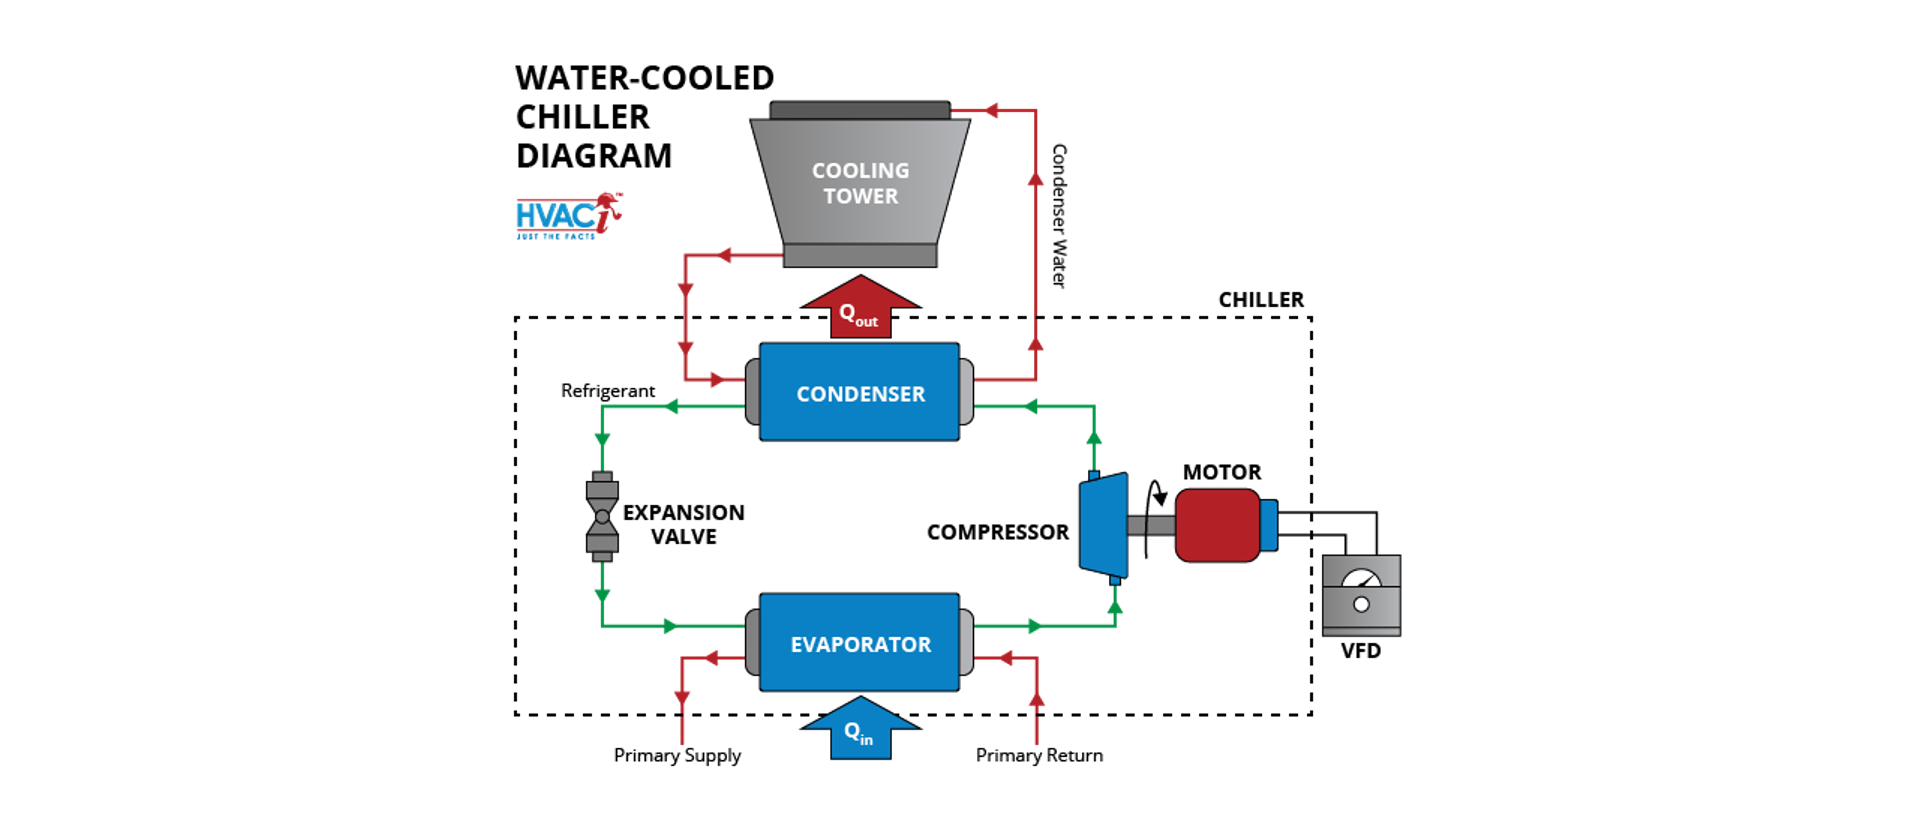 WATER-COOLED
CHILLER
DIAGRAM
HVACi™
JUST THE FACTS
COOLING
TOWER
Condenser Water
CHILLER
Qout
Refrigerant
CONDENSER
MOTOR
EXPANSION
VALVE
COMPRESSOR
EVAPORATOR
VFD
Qin
Primary Supply
Primary Return